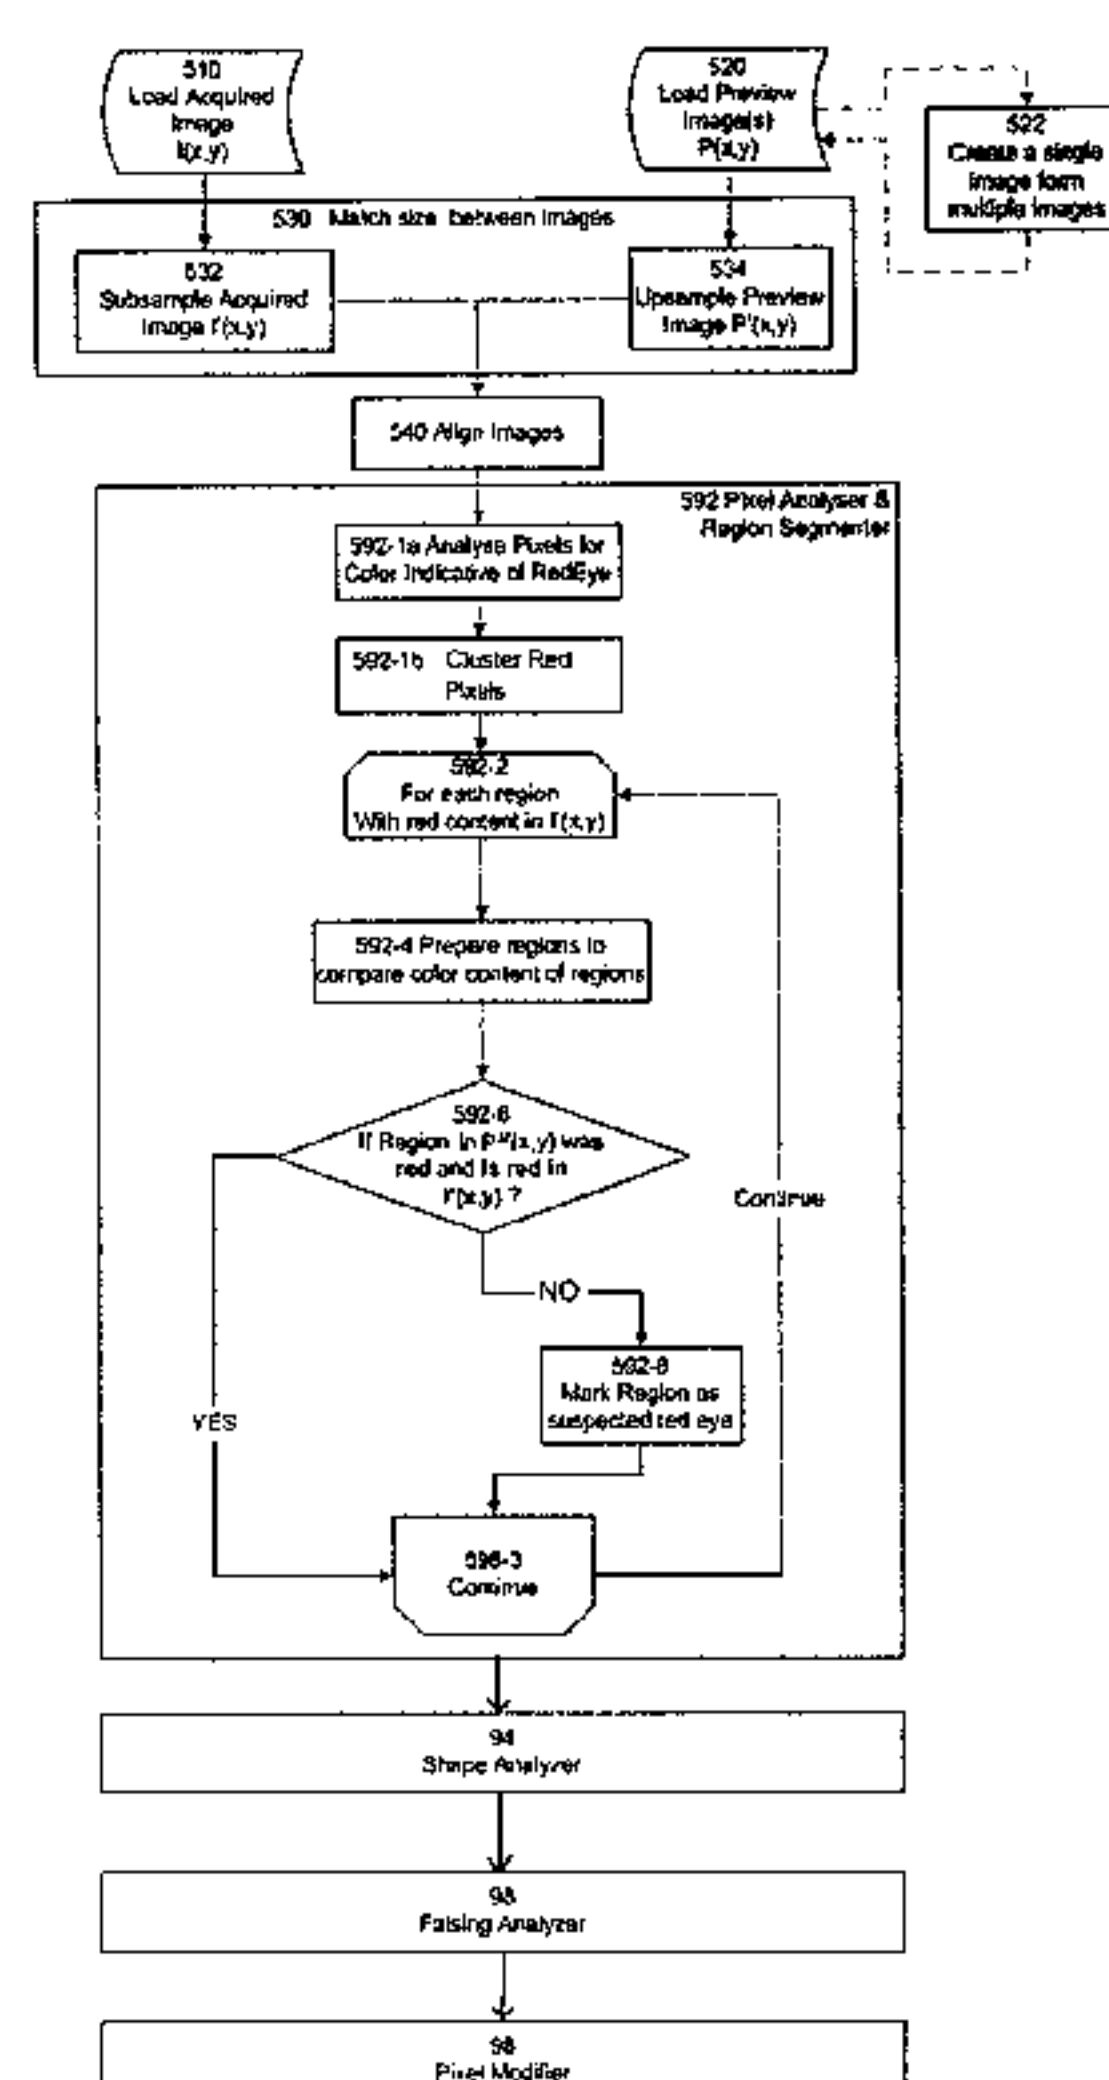 510
Load Acquired
Image
I(x,y)
520
Load Preview
Image(s)
P(x,y)
522
Create a single
image form
multiple images
530 Match size between images
532
Subsample Acquired
Image I'(x,y)
534
Upsample Preview
Image P'(x,y)
540 Align Images
592 Pixel Analyser &
Region Segmenter
592-1a Analyse Pixels for
Color Indicative of RedEye
592-1b Cluster Red
Pixels
592-2
For each region
With red content in I'(x,y)
592-4 Prepare regions to
compare color content of regions
592-6
If Region in P"(x,y) was
red and is red in
I'(x,y) ?
Continue
NO
592-8
Mark Region as
suspected red eye
YES
596-3
Continue
94
Shape Analyzer
98
Falsing Analyzer
Pixel Modifier